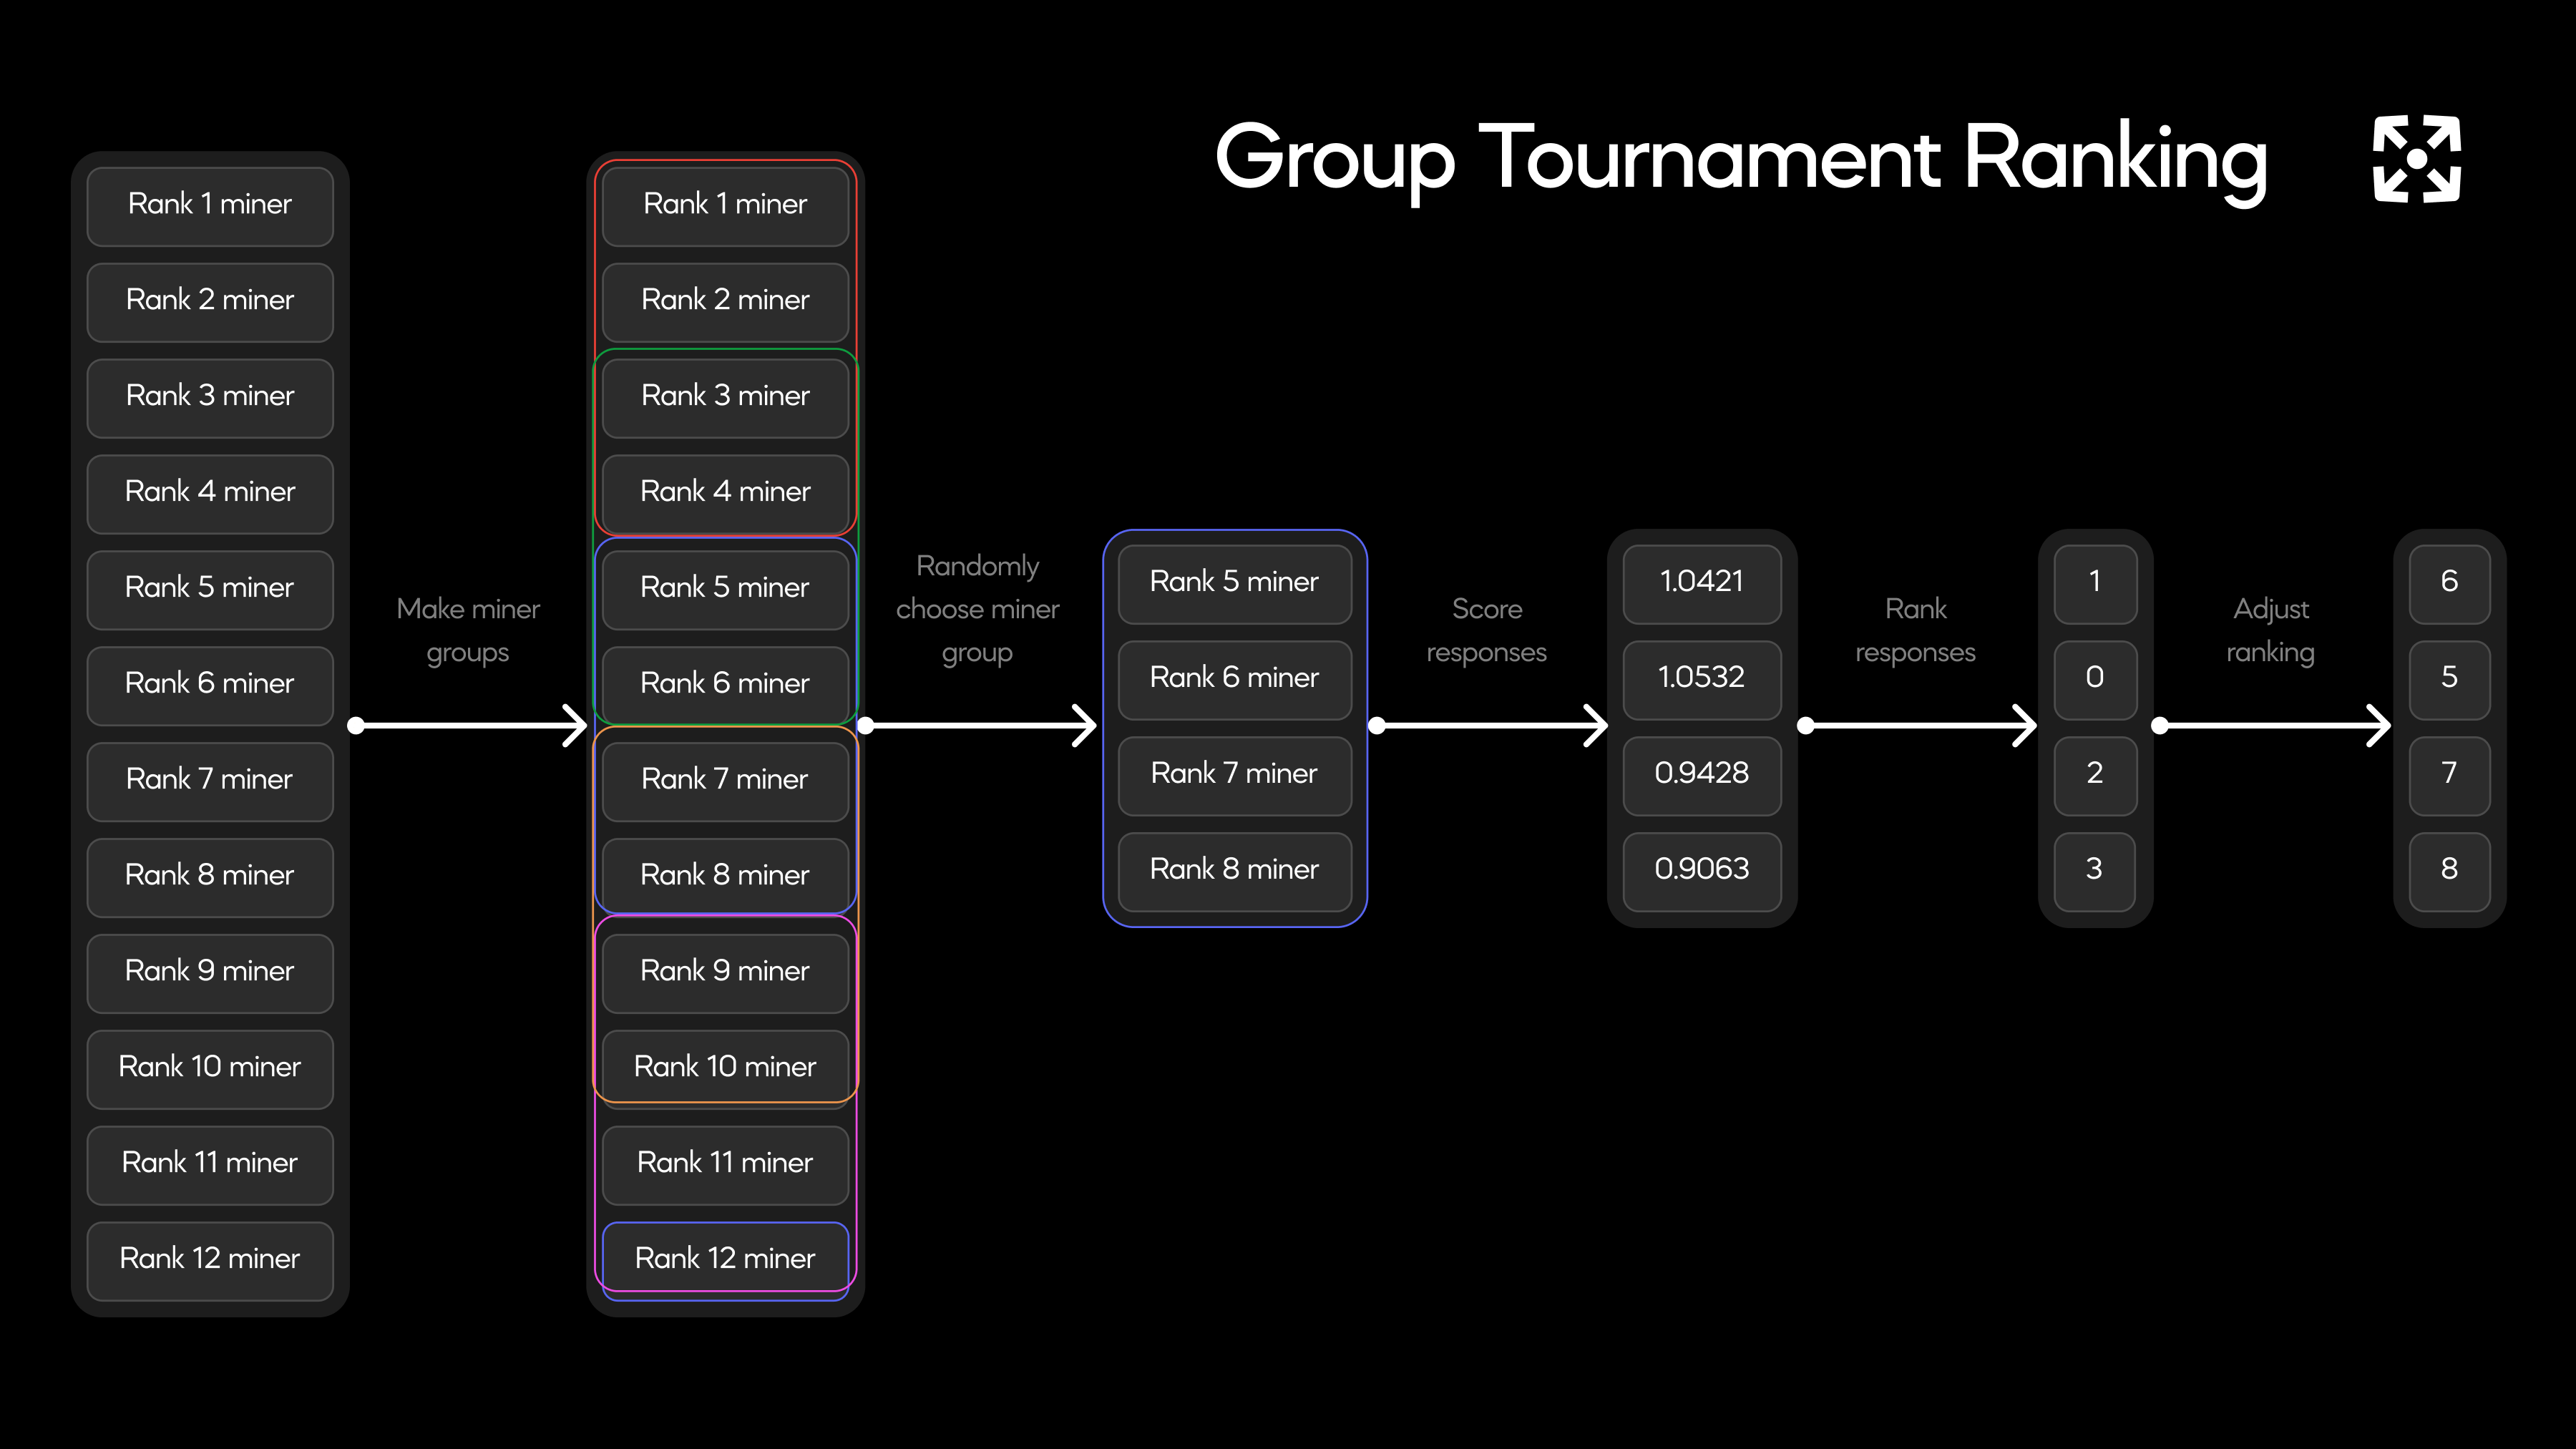 Group Tournament Ranking
Rank 1 miner
Rank 2 miner
Rank 3 miner
Rank 4 miner
Rank 5 miner
Rank 6 miner
Rank 7 miner
Rank 8 miner
Rank 9 miner
Rank 10 miner
Rank 11 miner
Rank 12 miner
Make miner
groups
Rank 1 miner
Rank 2 miner
Rank 3 miner
Rank 4 miner
Rank 5 miner
Rank 6 miner
Rank 7 miner
Rank 8 miner
Rank 9 miner
Rank 10 miner
Rank 11 miner
Rank 12 miner
Randomly
choose miner
group
Rank 5 miner
Rank 6 miner
Rank 7 miner
Rank 8 miner
Score
responses
1.0421
1.0532
0.9428
0.9063
Rank
responses
1
0
2
3
Adjust
ranking
6
5
7
8